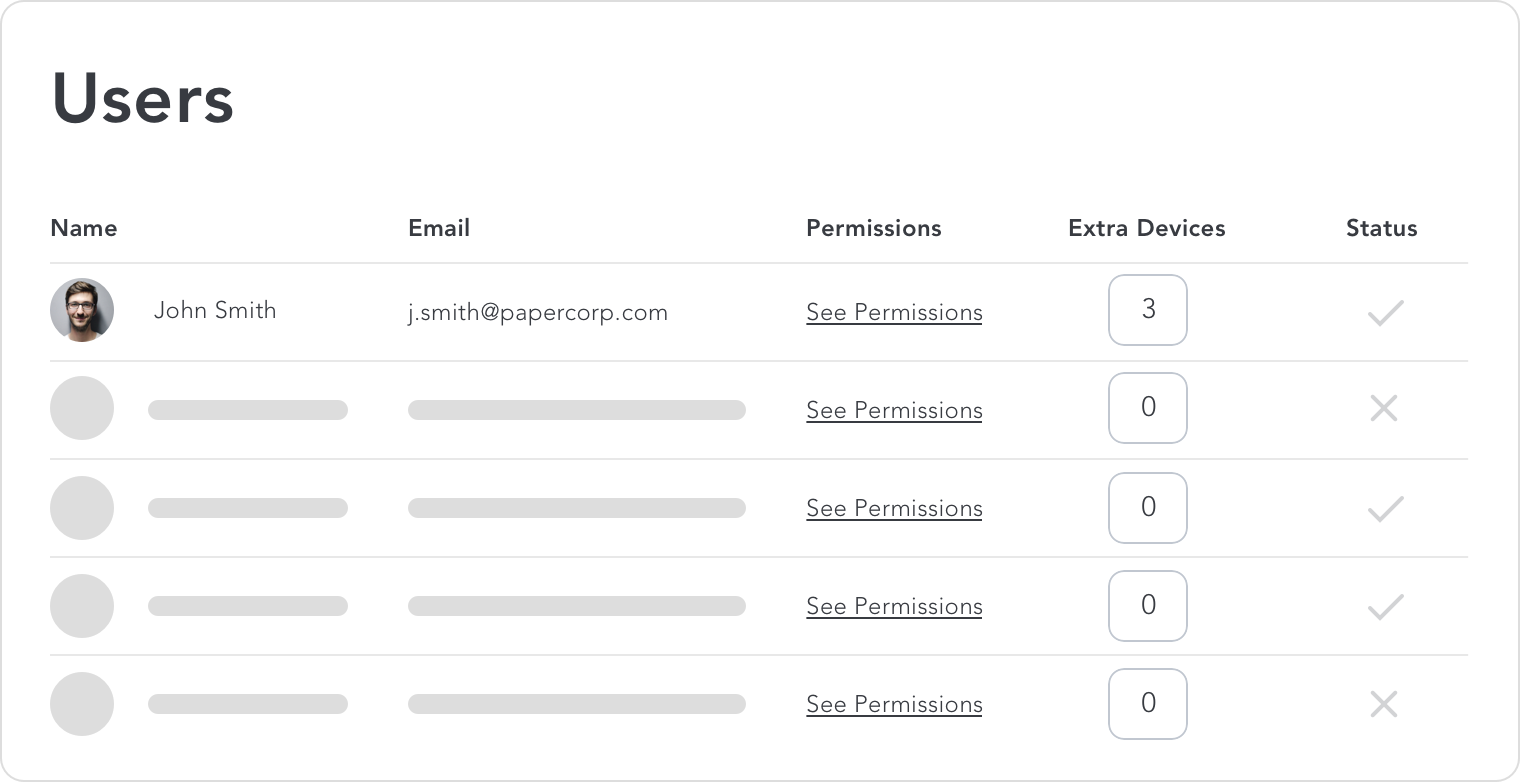 Users
Name Email Permissions Extra Devices Status
John Smith j.smith@papercorp.com See Permissions 3
See Permissions 0
See Permissions 0
See Permissions 0
See Permissions 0